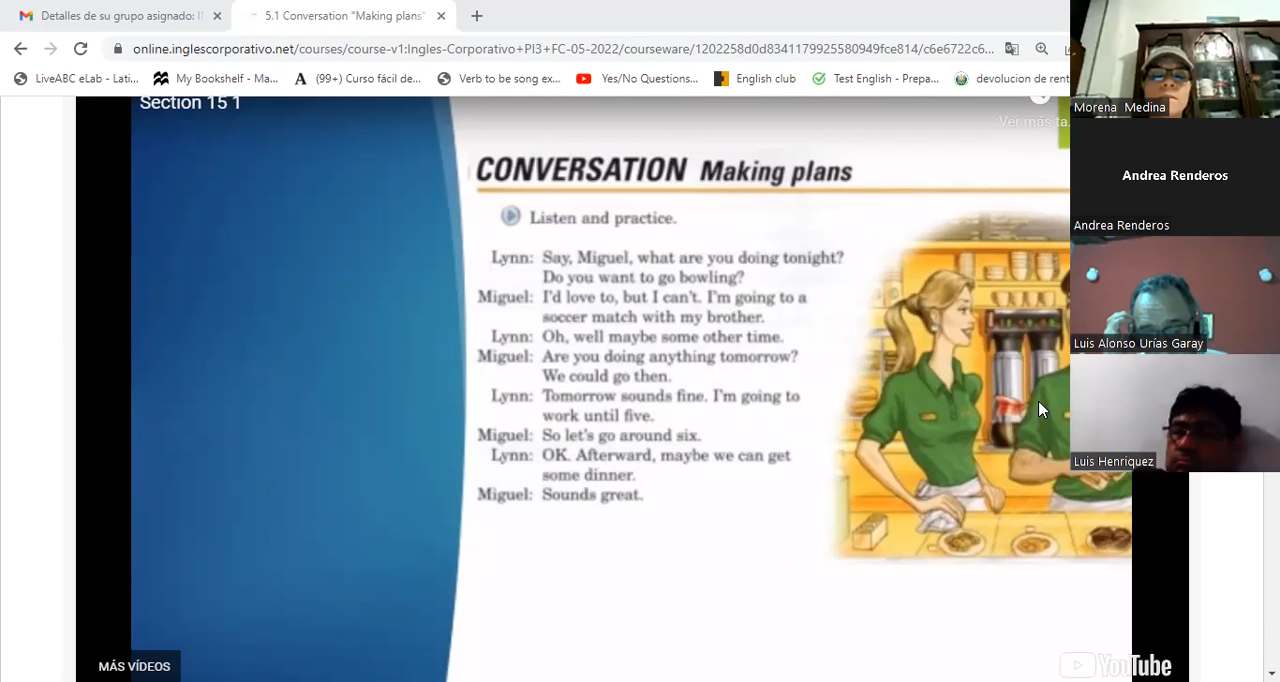 Detalles de su grupo asignado: I
5.1 Conversation "Making plans"
online.inglescorporativo.net/courses/course-v1:Ingles-Corporativo+PI3+FC-05-2022/courseware/1202258d0d8341179925580949fce814/c6e6722c6...
LiveABC eLab - Lati...
My Bookshelf - Ma...
(99+) Curso fácil de...
Verb to be song ex...
Yes/No Questions...
English club
Test English - Prepa...
devolucion de rent
Section 15 1
Ver más ta
CONVERSATION Making plans
Listen and practice.
Lynn: Say, Miguel, what are you doing tonight?
Do you want to go bowling?
Miguel: I'd love to, but I can't. I'm going to a
soccer match with my brother.
Lynn: Oh, well maybe some other time.
Miguel: Are you doing anything tomorrow?
We could go then.
Lynn: Tomorrow sounds fine. I'm going to
work until five.
Miguel: So let's go around six.
Lynn: OK. Afterward, maybe we can get
some dinner.
Miguel: Sounds great.
MÁS VÍDEOS
YouTube
Morena Medina
Andrea Renderos
Andrea Renderos
Luis Alonso Urías Garay
Luis Henriquez